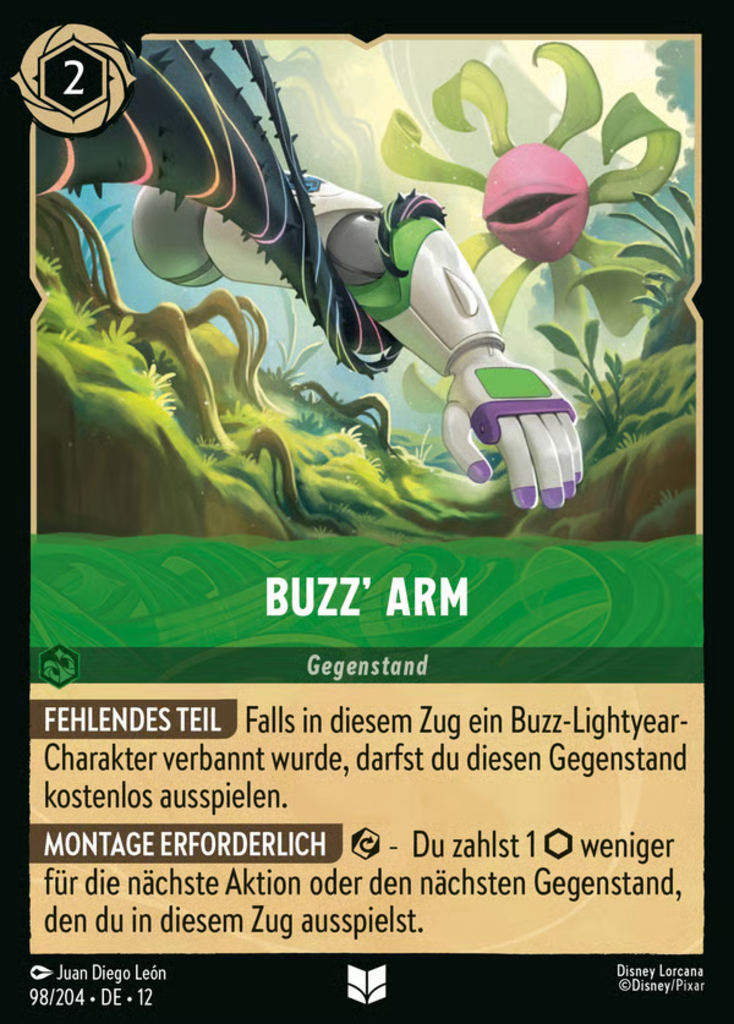 2
BUZZ’ ARM
Gegenstand
FEHLENDES TEIL Falls in diesem Zug ein Buzz-Lightyear-
Charakter verbannt wurde, darfst du diesen Gegenstand
kostenlos ausspielen.
MONTAGE ERFORDERLICH - Du zahlst 1 weniger
für die nächste Aktion oder den nächsten Gegenstand,
den du in diesem Zug ausspielst.
Juan Diego León
98/204 • DE • 12
Disney Lorcana
©Disney/Pixar